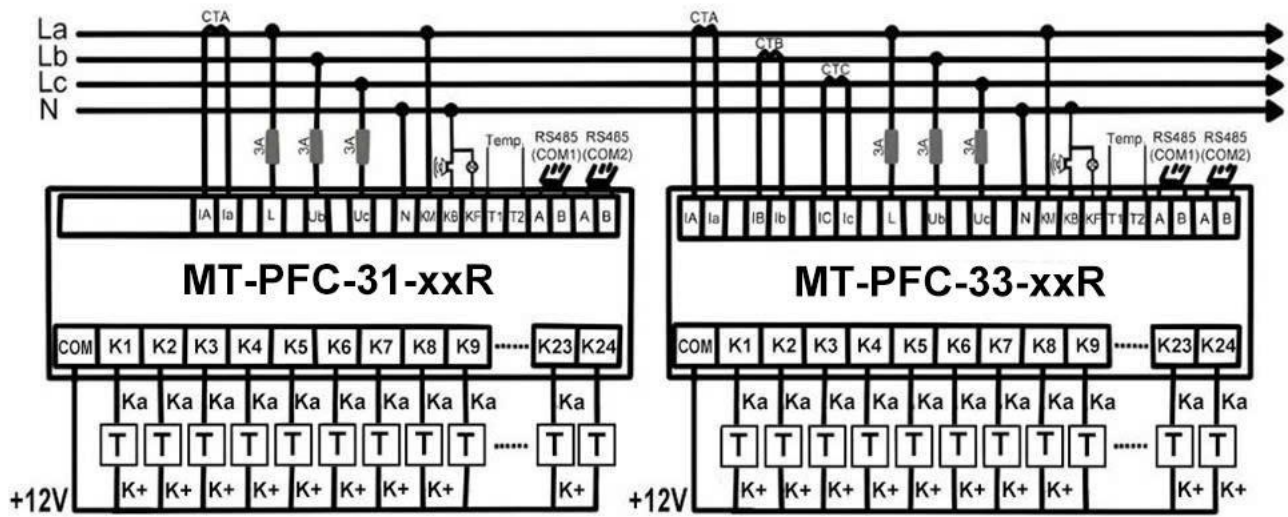 La
Lb
Lc
N
CTA
3A
3A
3A
Temp
RS485
(COM1)
RS485
(COM2)
IA Ia L Ub Uc N KM KB KF T1 T2 A B A B
MT-PFC-31-xxR
COM K1 K2 K3 K4 K5 K6 K7 K8 K9 ...... K23 K24
Ka Ka Ka Ka Ka Ka Ka Ka Ka Ka Ka
T T T T T T T T T ...... T T
K+ K+ K+ K+ K+ K+ K+ K+ K+
+12V
CTA
CTB
CTC
3A
3A
3A
Temp
RS485
(COM1)
RS485
(COM2)
IA Ia IB Ib IC Ic L Ub Uc N KM KB KF T1 T2 A B A B
MT-PFC-33-xxR
COM K1 K2 K3 K4 K5 K6 K7 K8 K9 ...... K23 K24
Ka Ka Ka Ka Ka Ka Ka Ka Ka Ka Ka
T T T T T T T T T ...... T T
K+ K+ K+ K+ K+ K+ K+ K+ K+
+12V